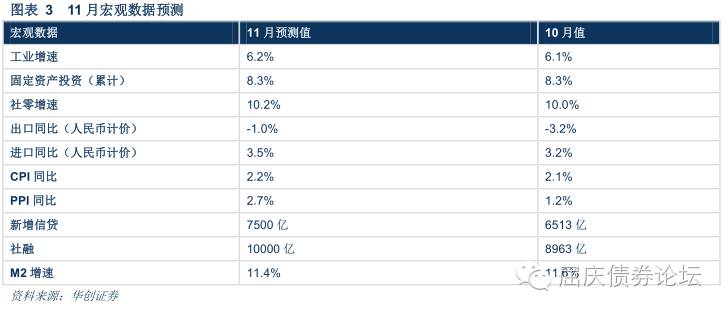 图表 3 11 月宏观数据预测
宏观数据 11 月预测值 10 月值
工业增速 6.2% 6.1%
固定资产投资（累计） 8.3% 8.3%
社零增速 10.2% 10.0%
出口同比（人民币计价） -1.0% -3.2%
进口同比（人民币计价） 3.5% 3.2%
CPI 同比 2.2% 2.1%
PPI 同比 2.7% 1.2%
新增信贷 7500 亿 6513 亿
社融 10000 亿 8963 亿
M2 增速 11.4% 11.6%
屈庆债券论坛
资料来源：华创证券